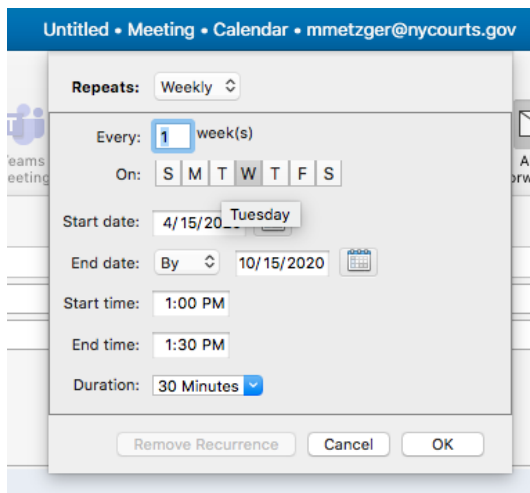 Untitled • Meeting • Calendar • mmetzger@nycourts.gov
Repeats: Weekly
Every: 1 week(s)
On: S M T W T F S
Tuesday
Start date: 4/15/20
End date: By 10/15/2020
Start time: 1:00 PM
End time: 1:30 PM
Duration: 30 Minutes
Remove Recurrence Cancel OK